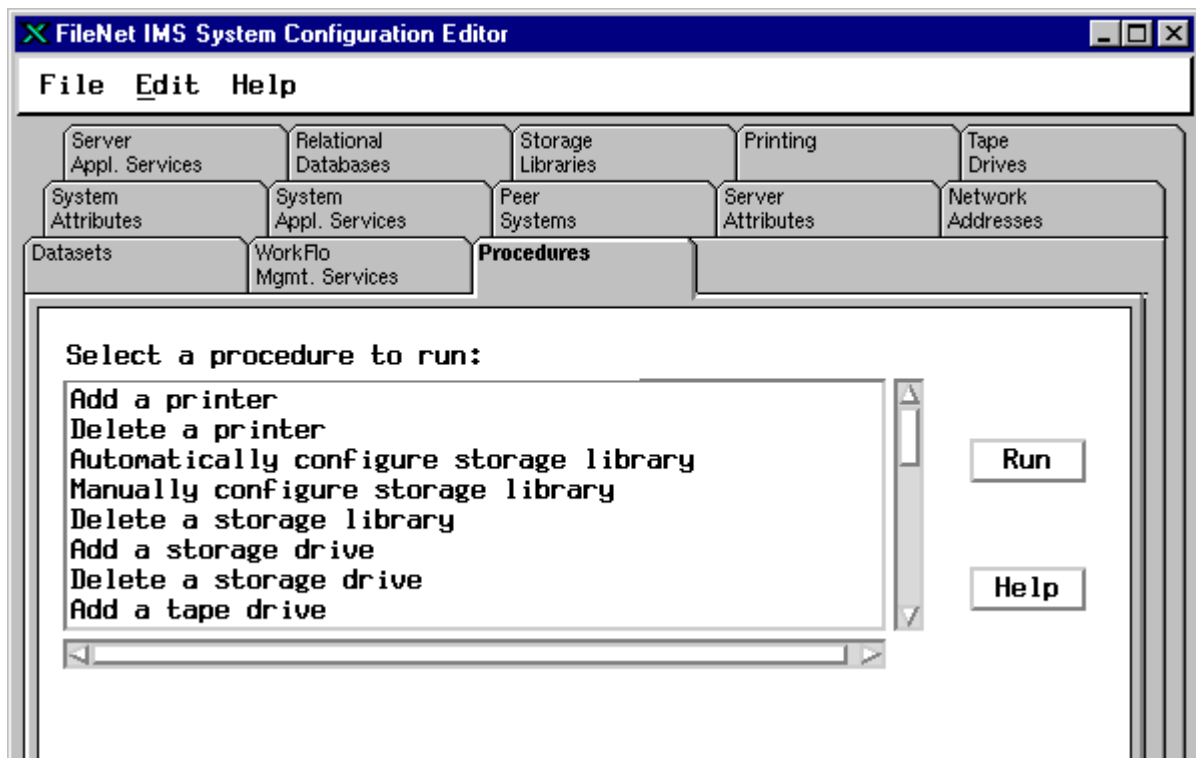 FileNet IMS System Configuration Editor
File Edit Help
Server
Appl. Services
Relational
Databases
Storage
Libraries
Printing
Tape
Drives
System
Attributes
System
Appl. Services
Peer
Systems
Server
Attributes
Network
Addresses
Datasets
WorkFlo
Mgmt. Services
Procedures
Select a procedure to run:
Add a printer
Delete a printer
Automatically configure storage library
Manually configure storage library
Delete a storage library
Add a storage drive
Delete a storage drive
Add a tape drive
Run
Help